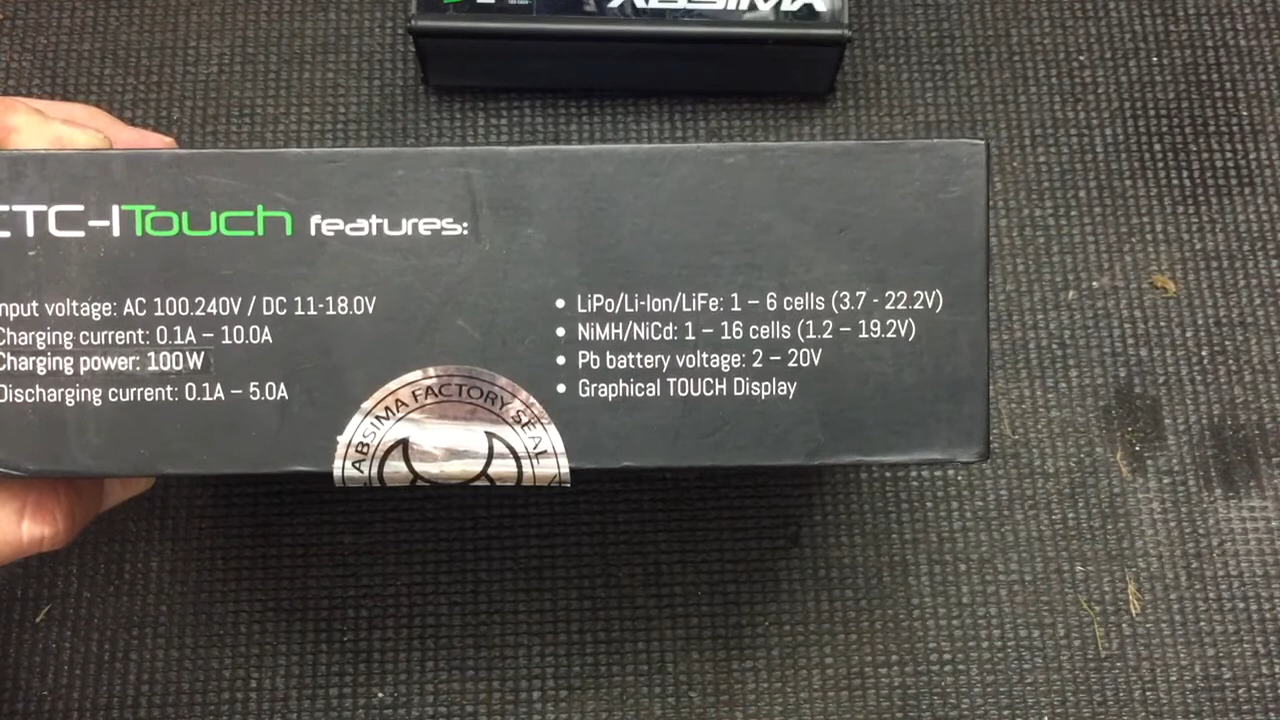 ABSIMA
CTC-1Touch features:
nput voltage: AC 100.240V / DC 11-18.0V
Charging current: 0.1A – 10.0A
Charging power: 100W
Discharging current: 0.1A – 5.0A
• LiPo/Li-Ion/LiFe: 1 – 6 cells (3.7 - 22.2V)
• NiMH/NiCd: 1 – 16 cells (1.2 – 19.2V)
• Pb battery voltage: 2 – 20V
• Graphical TOUCH Display
ABSIMA FACTORY SEAL